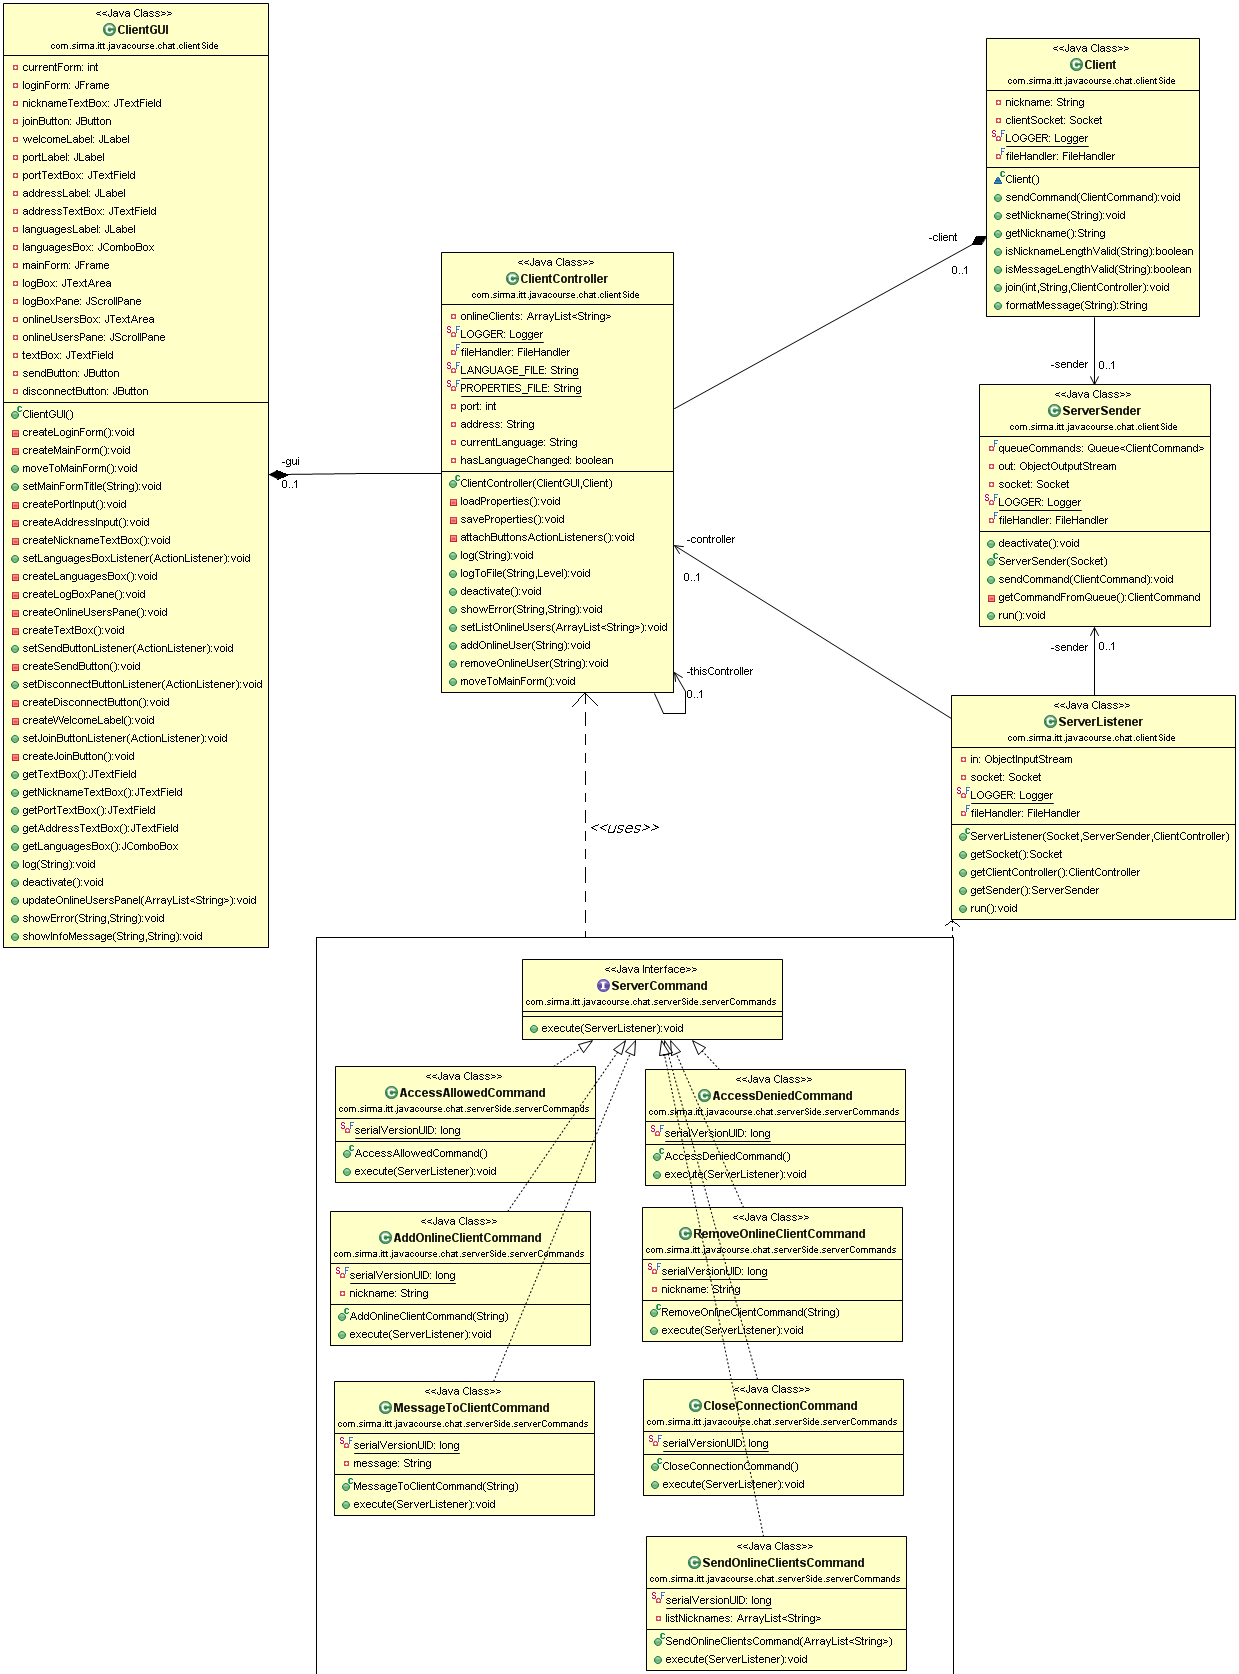 <<Java Class>>
ClientGUI
com.sirma.itt.javacourse.chat.clientSide
currentForm: int
loginForm: JFrame
nicknameTextBox: JTextField
joinButton: JButton
welcomeLabel: JLabel
portLabel: JLabel
portTextBox: JTextField
addressLabel: JLabel
addressTextBox: JTextField
languagesLabel: JLabel
languagesBox: JComboBox
mainForm: JFrame
logBox: JTextArea
logBoxPane: JScrollPane
onlineUsersBox: JTextArea
onlineUsersPane: JScrollPane
textBox: JTextField
sendButton: JButton
disconnectButton: JButton
ClientGUI()
createLoginForm():void
createMainForm():void
moveToMainForm():void
setMainFormTitle(String):void
createPortInput():void
createAddressInput():void
createNicknameTextBox():void
setLanguagesBoxListener(ActionListener):void
createLanguagesBox():void
createLogBoxPane():void
createOnlineUsersPane():void
createTextBox():void
setSendButtonListener(ActionListener):void
createSendButton():void
setDisconnectButtonListener(ActionListener):void
createDisconnectButton():void
createWelcomeLabel():void
setJoinButtonListener(ActionListener):void
createJoinButton():void
getTextBox():JTextField
getNicknameTextBox():JTextField
getPortTextBox():JTextField
getAddressTextBox():JTextField
getLanguagesBox():JComboBox
log(String):void
deactivate():void
updateOnlineUsersPanel(ArrayList<String>):void
showError(String,String):void
showInfoMessage(String,String):void
-gui
0..1
<<Java Class>>
ClientController
com.sirma.itt.javacourse.chat.clientSide
onlineClients: ArrayList<String>
LOGGER: Logger
fileHandler: FileHandler
LANGUAGE_FILE: String
PROPERTIES_FILE: String
port: int
address: String
currentLanguage: String
hasLanguageChanged: boolean
ClientController(ClientGUI,Client)
loadProperties():void
saveProperties():void
attachButtonsActionListeners():void
log(String):void
logToFile(String,Level):void
deactivate():void
showError(String,String):void
setListOnlineUsers(ArrayList<String>):void
addOnlineUser(String):void
removeOnlineUser(String):void
moveToMainForm():void
-client
0..1
-controller
0..1
-thisController
0..1
<<uses>>
<<Java Class>>
Client
com.sirma.itt.javacourse.chat.clientSide
nickname: String
clientSocket: Socket
LOGGER: Logger
fileHandler: FileHandler
Client()
sendCommand(ClientCommand):void
setNickname(String):void
getNickname():String
isNicknameLengthValid(String):boolean
isMessageLengthValid(String):boolean
join(int,String,ClientController):void
formatMessage(String):String
-sender
0..1
<<Java Class>>
ServerSender
com.sirma.itt.javacourse.chat.clientSide
queueCommands: Queue<ClientCommand>
out: ObjectOutputStream
socket: Socket
LOGGER: Logger
fileHandler: FileHandler
deactivate():void
ServerSender(Socket)
sendCommand(ClientCommand):void
getCommandFromQueue():ClientCommand
run():void
-sender
0..1
<<Java Class>>
ServerListener
com.sirma.itt.javacourse.chat.clientSide
in: ObjectInputStream
socket: Socket
LOGGER: Logger
fileHandler: FileHandler
ServerListener(Socket,ServerSender,ClientController)
getSocket():Socket
getClientController():ClientController
getSender():ServerSender
run():void
<<Java Interface>>
ServerCommand
com.sirma.itt.javacourse.chat.serverSide.serverCommands
execute(ServerListener):void
<<Java Class>>
AccessAllowedCommand
com.sirma.itt.javacourse.chat.serverSide.serverCommands
serialVersionUID: long
AccessAllowedCommand()
execute(ServerListener):void
<<Java Class>>
AccessDeniedCommand
com.sirma.itt.javacourse.chat.serverSide.serverCommands
serialVersionUID: long
AccessDeniedCommand()
execute(ServerListener):void
<<Java Class>>
AddOnlineClientCommand
com.sirma.itt.javacourse.chat.serverSide.serverCommands
serialVersionUID: long
nickname: String
AddOnlineClientCommand(String)
execute(ServerListener):void
<<Java Class>>
RemoveOnlineClientCommand
com.sirma.itt.javacourse.chat.serverSide.serverCommands
serialVersionUID: long
nickname: String
RemoveOnlineClientCommand(String)
execute(ServerListener):void
<<Java Class>>
MessageToClientCommand
com.sirma.itt.javacourse.chat.serverSide.serverCommands
serialVersionUID: long
message: String
MessageToClientCommand(String)
execute(ServerListener):void
<<Java Class>>
CloseConnectionCommand
com.sirma.itt.javacourse.chat.serverSide.serverCommands
serialVersionUID: long
CloseConnectionCommand()
execute(ServerListener):void
<<Java Class>>
SendOnlineClientsCommand
com.sirma.itt.javacourse.chat.serverSide.serverCommands
serialVersionUID: long
listNicknames: ArrayList<String>
SendOnlineClientsCommand(ArrayList<String>)
execute(ServerListener):void